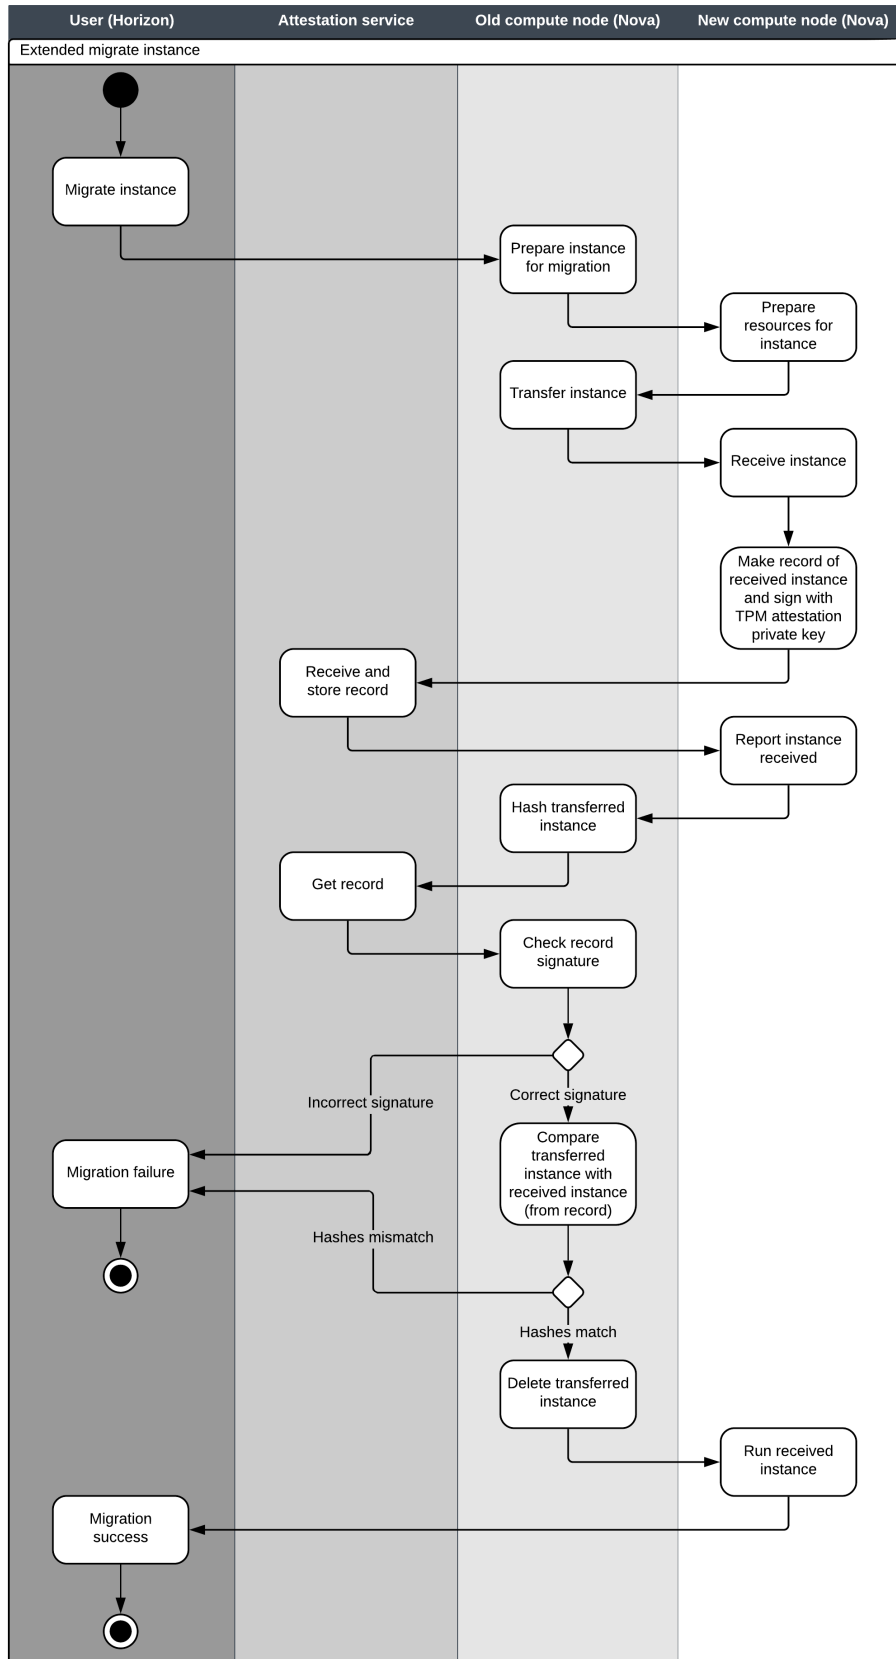 User (Horizon)
Attestation service
Old compute node (Nova)
New compute node (Nova)
Extended migrate instance
Migrate instance
Prepare instance
for migration
Prepare
resources for
instance
Transfer instance
Receive instance
Make record of
received instance
and sign with
TPM attestation
private key
Receive and
store record
Report instance
received
Hash transferred
instance
Get record
Check record
signature
Incorrect signature
Correct signature
Compare
transferred
instance with
received instance
(from record)
Migration failure
Hashes mismatch
Hashes match
Delete transferred
instance
Run received
instance
Migration
success